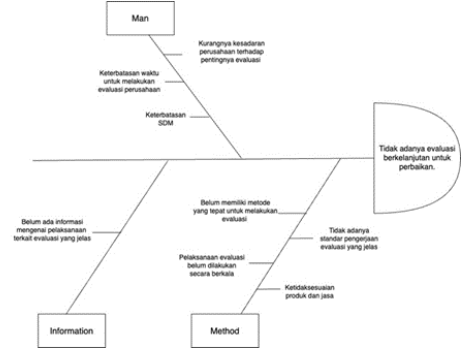 Man
Kurangnya kesadaran
perusahaan terhadap
pentingnya evaluasi
Keterbatasan waktu
untuk melakukan
evaluasi perusahaan
Keterbatasan
SDM
Tidak adanya evaluasi
berkelanjutan untuk
perbaikan.
Belum ada informasi
mengenai pelaksanaan
terkait evaluasi yang jelas
Belum memiliki metode
yang tepat untuk melakukan
evaluasi
Tidak adanya
standar pengerjaan
evaluasi yang jelas
Pelaksanaan evaluasi
belum dilakukan
secara berkala
Ketidaksesuaian
produk dan jasa
Information
Method